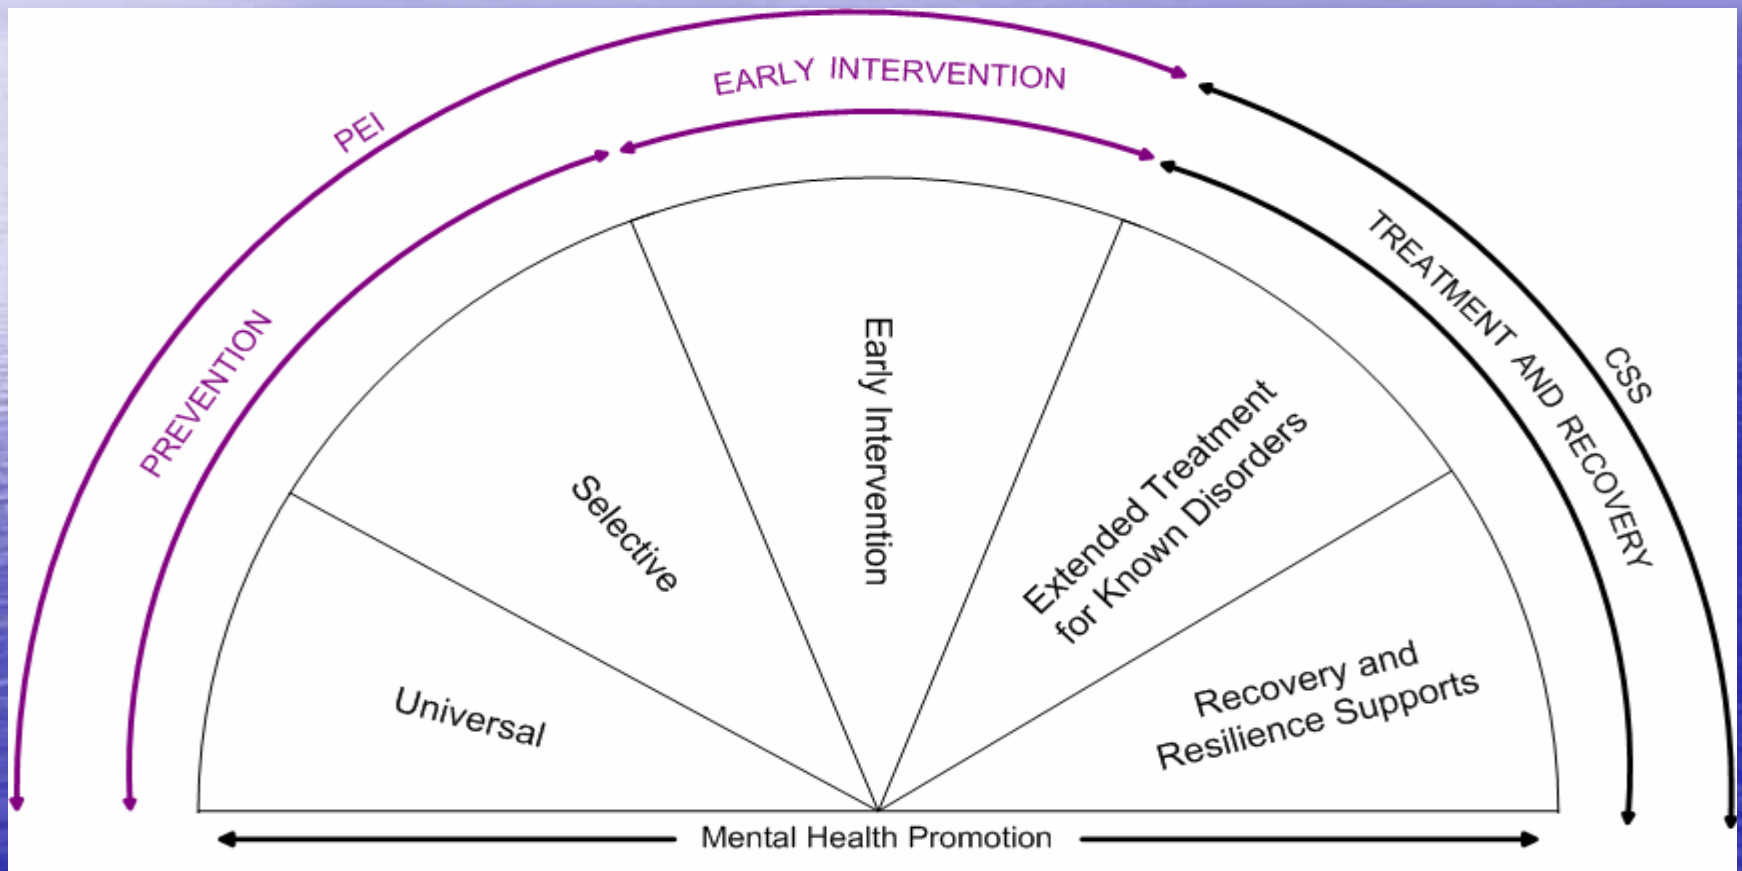 PEI
EARLY INTERVENTION
PREVENTION
TREATMENT AND RECOVERY
CSS
Universal
Selective
Early Intervention
Extended Treatment
for Known Disorders
Recovery and
Resilience Supports
Mental Health Promotion